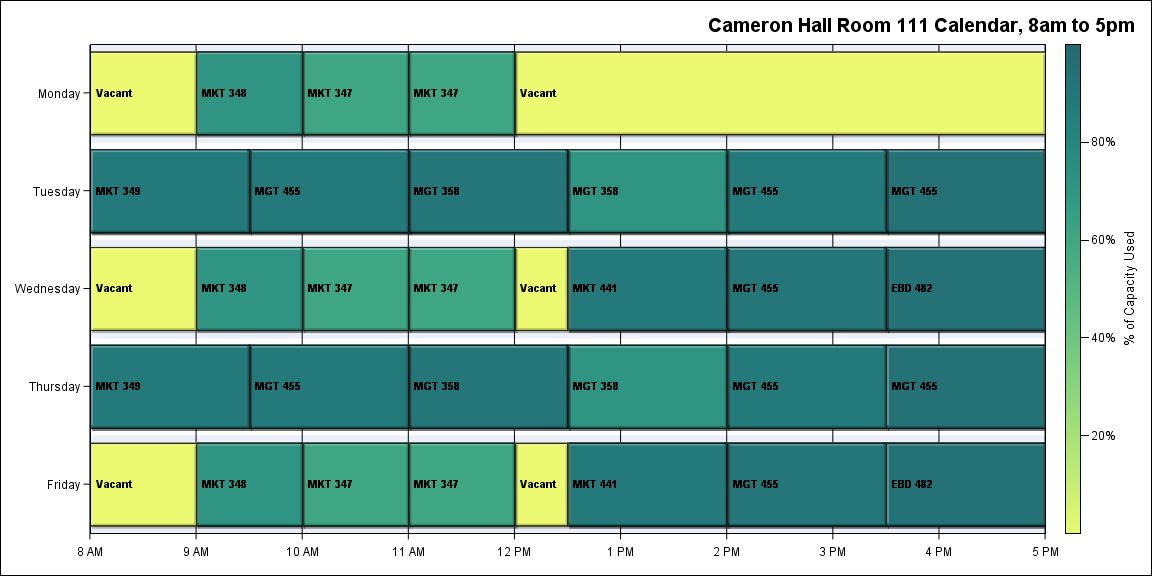 Cameron Hall Room 111 Calendar, 8am to 5pm
Monday
Vacant
MKT 348
MKT 347
MKT 347
Vacant
Tuesday
MKT 349
MGT 455
MGT 358
MGT 358
MGT 455
MGT 455
Wednesday
Vacant
MKT 348
MKT 347
MKT 347
Vacant
MKT 441
MGT 455
EBD 482
Thursday
MKT 349
MGT 455
MGT 358
MGT 358
MGT 455
MGT 455
Friday
Vacant
MKT 348
MKT 347
MKT 347
Vacant
MKT 441
MGT 455
EBD 482
8 AM
9 AM
10 AM
11 AM
12 PM
1 PM
2 PM
3 PM
4 PM
5 PM
80%
60%
40%
20%
% of Capacity Used